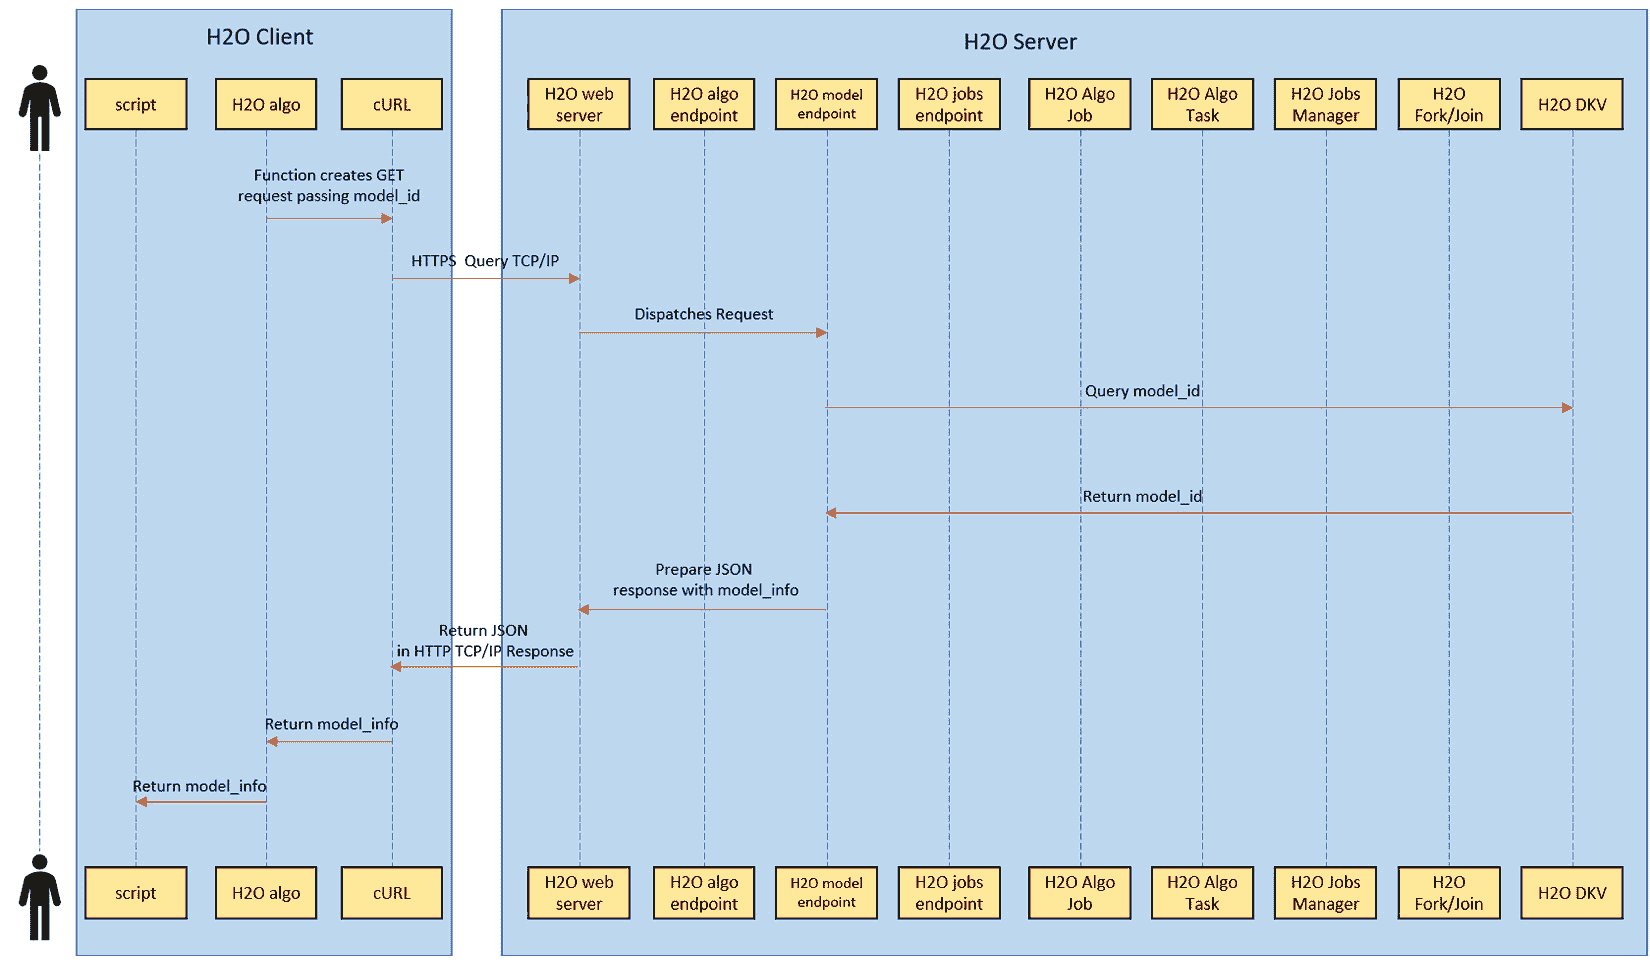 H2O Client
H2O Server
script
H2O algo
cURL
H2O web
server
H2O algo
endpoint
H2O model
endpoint
H2O jobs
endpoint
H2O Algo
Job
H2O Algo
Task
H2O Jobs
Manager
H2O
Fork/Join
H2O DKV
Function creates GET
request passing model_id
HTTPS Query TCP/IP
Dispatches Request
Query model_id
Return model_id
Prepare JSON
response with model_info
Return JSON
in HTTP TCP/IP Response
Return model_info
Return model_info
script
H2O algo
cURL
H2O web
server
H2O algo
endpoint
H2O model
endpoint
H2O jobs
endpoint
H2O Algo
Job
H2O Algo
Task
H2O Jobs
Manager
H2O
Fork/Join
H2O DKV